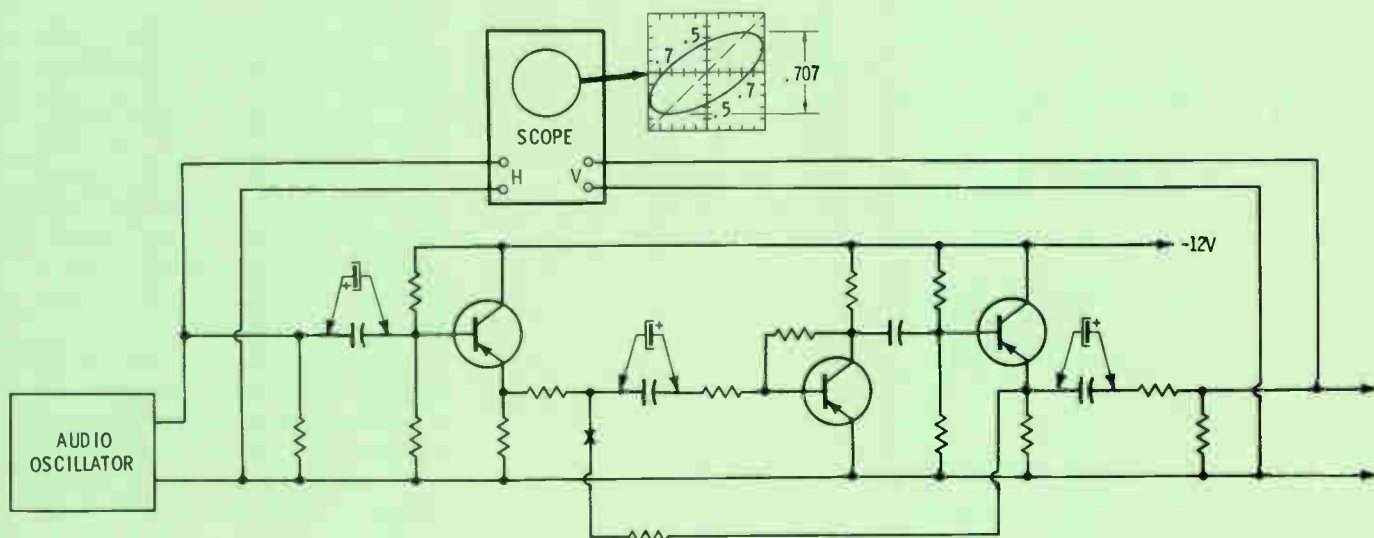 .5
.7
.707
.7
.5
SCOPE
H
V
-12V
+
+
+
AUDIO
OSCILLATOR